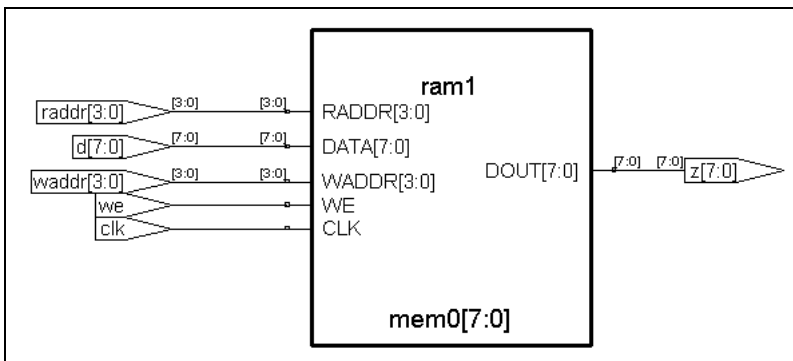 ram1
raddr[3:0] [3:0] [3:0] RADDR[3:0]
d[7:0] [7:0] [7:0] DATA[7:0]
DOUT[7:0] [7:0] [7:0] z[7:0]
waddr[3:0] [3:0] [3:0] WADDR[3:0]
we WE
clk CLK
mem0[7:0]